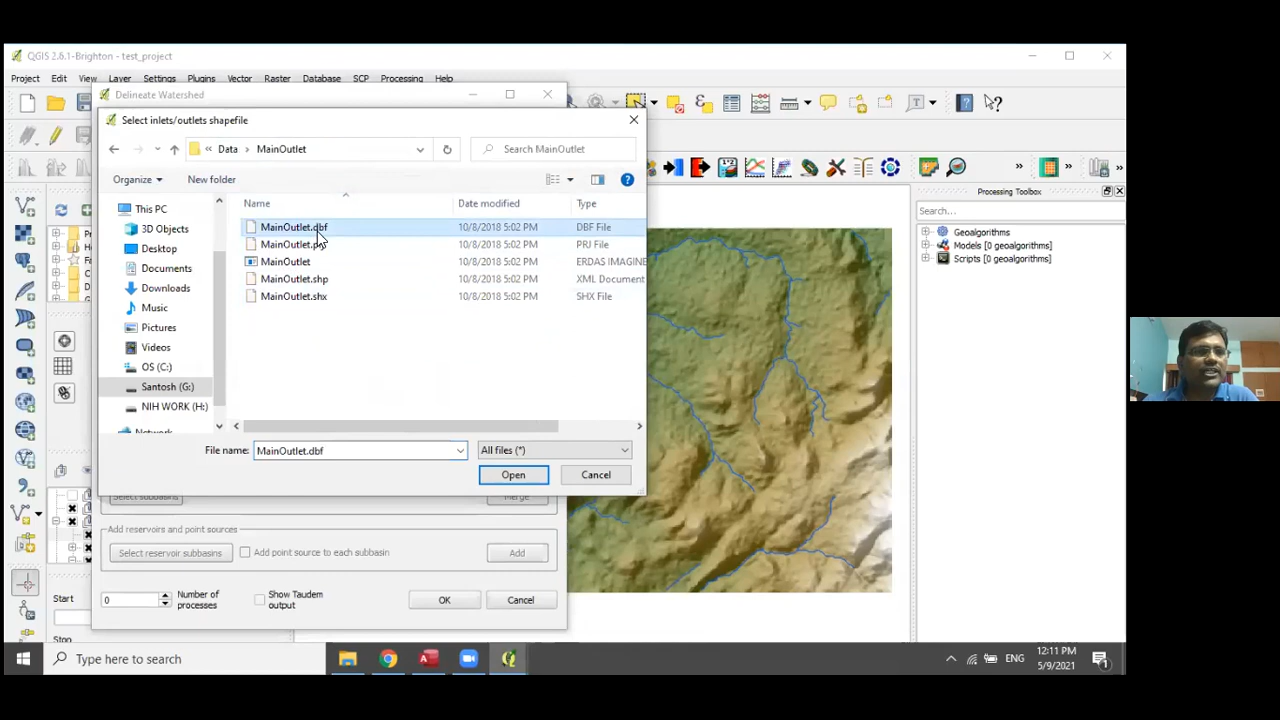 QGIS 2.6.1-Brighton - test_project
Project Edit View Layer Settings Plugins Vector Raster Database SCP Processing Help
Delineate Watershed
Select inlets/outlets shapefile
Data MainOutlet
Search MainOutlet
Organize New folder
Name Date modified Type
MainOutlet.dbf 10/8/2018 5:02 PM DBF File
10/8/2018 5:02 PM PRJ File
MainOutlet 10/8/2018 5:02 PM ERDAS IMAGINE
MainOutlet.shp 10/8/2018 5:02 PM XML Document
MainOutlet.shx 10/8/2018 5:02 PM SHX File
This PC
3D Objects
Desktop
Documents
Downloads
Music
Pictures
Videos
OS (C:)
Santosh (G:)
NIH WORK (H:)
File name: MainOutlet.dbf All files (*)
Open Cancel
Select subbasins Merge
Add reservoirs and point sources
Select reservoir subbasins Add point source to each subbasin Add
0 Number of processes Show Taudem output OK Cancel
Start
Stop
Processing Toolbox
Search...
Geoalgorithms
Models [0 geoalgorithms]
Scripts [0 geoalgorithms]
Type here to search
ENG
12:11 PM
5/9/2021